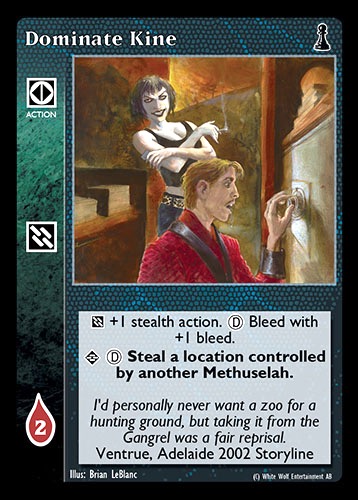 Dominate Kine
ACTION
+1 stealth action. D Bleed with
+1 bleed.
D Steal a location controlled
by another Methuselah.
I'd personally never want a zoo for a
hunting ground, but taking it from the
Gangrel was a fair reprisal.
Ventrue, Adelaide 2002 Storyline
2
Illus: Brian LeBlanc
(C) White Wolf Entertainment AB